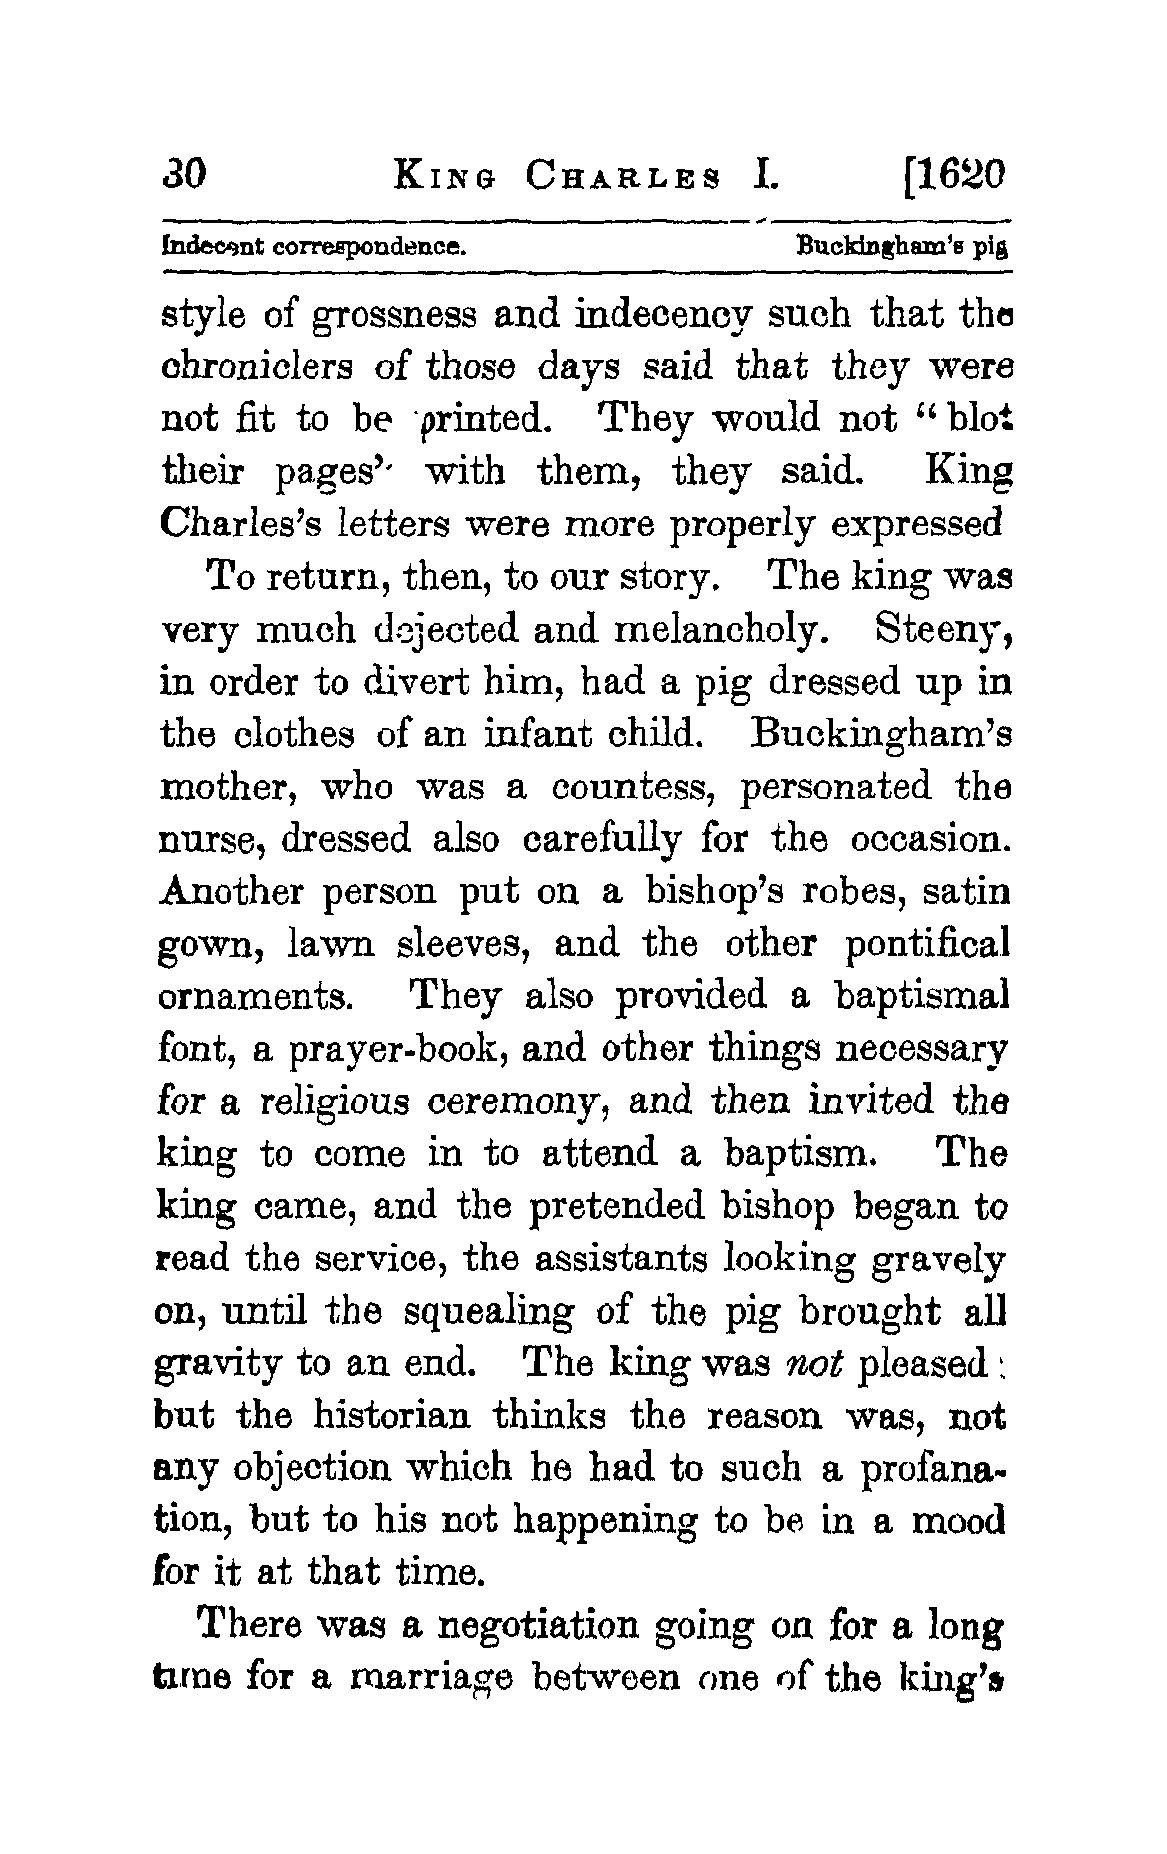 30 KING CHARLES I. [1620
Indecent correspondence. Buckingham's pig
style of grossness and indecency such that the
chroniclers of those days said that they were
not fit to be printed. They would not “blot
their pages” with them, they said. King
Charles's letters were more properly expressed
To return, then, to our story. The king was
very much dejected and melancholy. Steeny,
in order to divert him, had a pig dressed up in
the clothes of an infant child. Buckingham's
mother, who was a countess, personated the
nurse, dressed also carefully for the occasion.
Another person put on a bishop's robes, satin
gown, lawn sleeves, and the other pontifical
ornaments. They also provided a baptismal
font, a prayer-book, and other things necessary
for a religious ceremony, and then invited the
king to come in to attend a baptism. The
king came, and the pretended bishop began to
read the service, the assistants looking gravely
on, until the squealing of the pig brought all
gravity to an end. The king was not pleased;
but the historian thinks the reason was, not
any objection which he had to such a profana-
tion, but to his not happening to be in a mood
for it at that time.
There was a negotiation going on for a long
time for a marriage between one of the king's